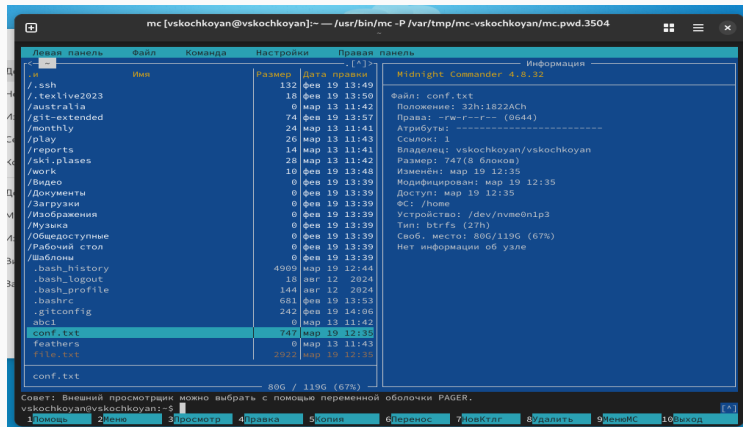 mc [vskochkoyan@vskochkoyan]:~ — /usr/bin/mc -P /var/tmp/mc-vskochkoyan/mc.pwd.3504
~
Левая панель Файл Команда Настройки Правая панель
<— ~ .[^]>
.и Имя Размер Дата правки
/.ssh 132 фев 19 13:49
/.texlive2023 18 фев 19 13:50
/australia 0 мар 13 11:42
/git-extended 74 фев 19 13:57
/monthly 24 мар 13 11:41
/play 26 мар 13 11:43
/reports 14 мар 13 11:41
/ski.plases 28 мар 13 11:42
/work 10 фев 19 13:48
/Видео 0 фев 19 13:39
/Документы 0 фев 19 13:39
/Загрузки 0 фев 19 13:39
/Изображения 0 фев 19 13:39
/Музыка 0 фев 19 13:39
/Общедоступные 0 фев 19 13:39
/Рабочий стол 0 фев 19 13:39
/Шаблоны 0 фев 19 13:39
.bash_history 4909 мар 19 12:44
.bash_logout 18 авг 12 2024
.bash_profile 144 авг 12 2024
.bashrc 681 фев 19 13:53
.gitconfig 242 фев 19 14:06
abc1 0 мар 13 11:42
conf.txt 747 мар 19 12:35
feathers 0 мар 13 11:43
file.txt 2922 мар 19 12:35
conf.txt
80G / 119G (67%)
Информация
Midnight Commander 4.8.32
Файл: conf.txt
Положение: 32h:1822ACh
Права: -rw-r--r-- (0644)
Атрибуты: -------------------------
Ссылок: 1
Владелец: vskochkoyan/vskochkoyan
Размер: 747(8 блоков)
Изменён: мар 19 12:35
Модифицирован: мар 19 12:35
Доступ: мар 19 12:35
ФС: /home
Устройство: /dev/nvme0n1p3
Тип: btrfs (27h)
Своб. место: 80G/119G (67%)
Нет информации об узле
Совет: Внешний просмотрщик можно выбрать с помощью переменной оболочки PAGER.
vskochkoyan@vskochkoyan:~$ [^]
1Помощь 2Меню 3Просмотр 4Правка 5Копия 6Перенос 7НовКтлг 8Удалить 9МенюМС 10Выход